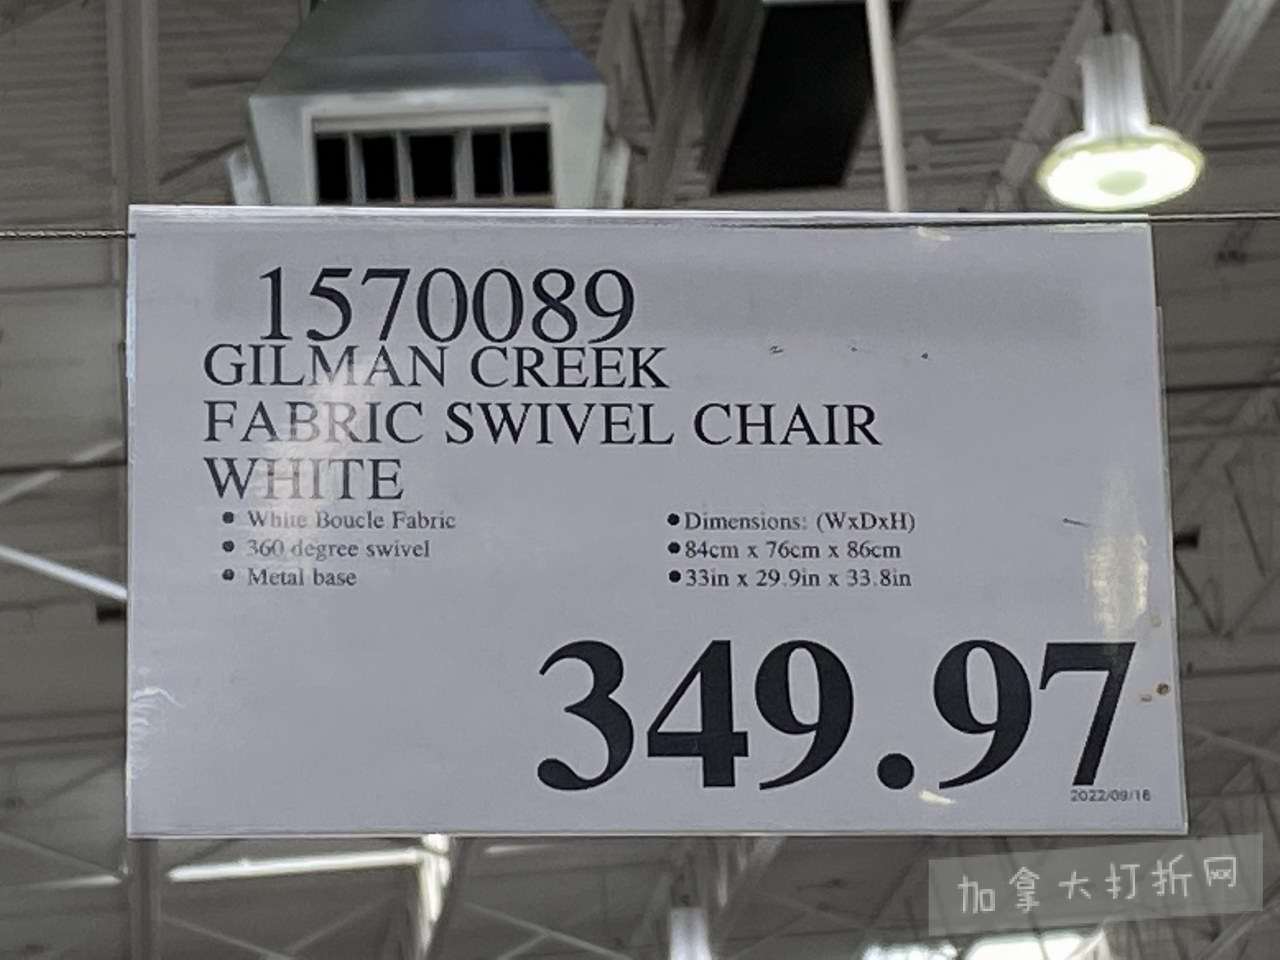 1570089
GILMAN CREEK
FABRIC SWIVEL CHAIR
WHITE
• White Boucle Fabric
• 360 degree swivel
• Metal base
• Dimensions: (WxDxH)
• 84cm x 76cm x 86cm
• 33in x 29.9in x 33.8in
349.97
2022/09/18
加拿大打折网